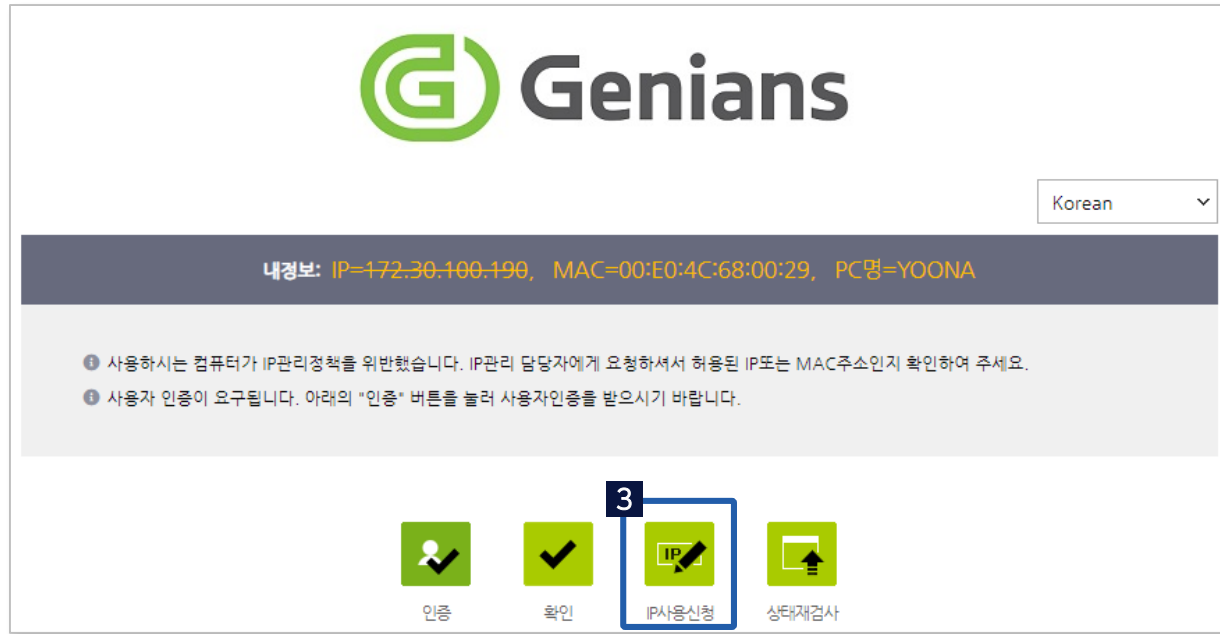 Genians
Korean
내정보: IP=172.30.100.190, MAC=00:E0:4C:68:00:29, PC명=YOONA
사용하시는 컴퓨터가 IP관리정책를 위반했습니다. IP관리 담당자에게 요청하셔서 허용된 IP또는 MAC주소인지 확인하여 주세요.
사용자 인증이 요구됩니다. 아래의 "인증" 버튼을 눌러 사용자인증을 받으시기 바랍니다.
3
IP
인증 확인 IP사용신청 상태재검사